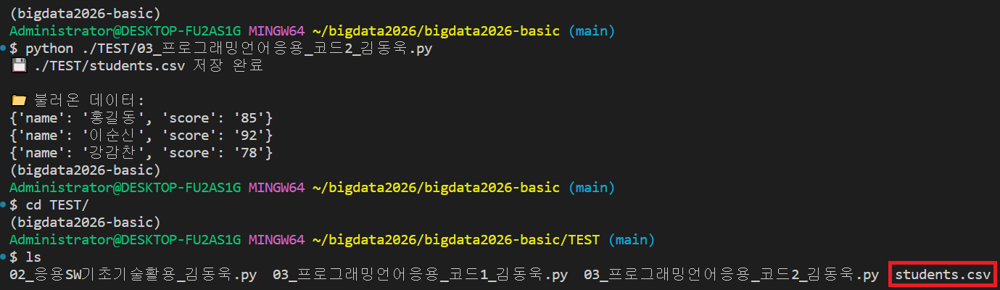 (bigdata2026-basic)
Administrator@DESKTOP-FU2AS1G MINGW64 ~/bigdata2026/bigdata2026-basic (main)
$ python ./TEST/03_프로그래밍언어응용_코드2_김동욱.py
💾 ./TEST/students.csv 저장 완료
📁 불러온 데이터:
{'name': '홍길동', 'score': '85'}
{'name': '이순신', 'score': '92'}
{'name': '강감찬', 'score': '78'}
(bigdata2026-basic)
Administrator@DESKTOP-FU2AS1G MINGW64 ~/bigdata2026/bigdata2026-basic (main)
$ cd TEST/
(bigdata2026-basic)
Administrator@DESKTOP-FU2AS1G MINGW64 ~/bigdata2026/bigdata2026-basic/TEST (main)
$ ls
02_응용SW기초기술활용_김동욱.py  03_프로그래밍언어응용_코드1_김동욱.py  03_프로그래밍언어응용_코드2_김동욱.py  students.csv